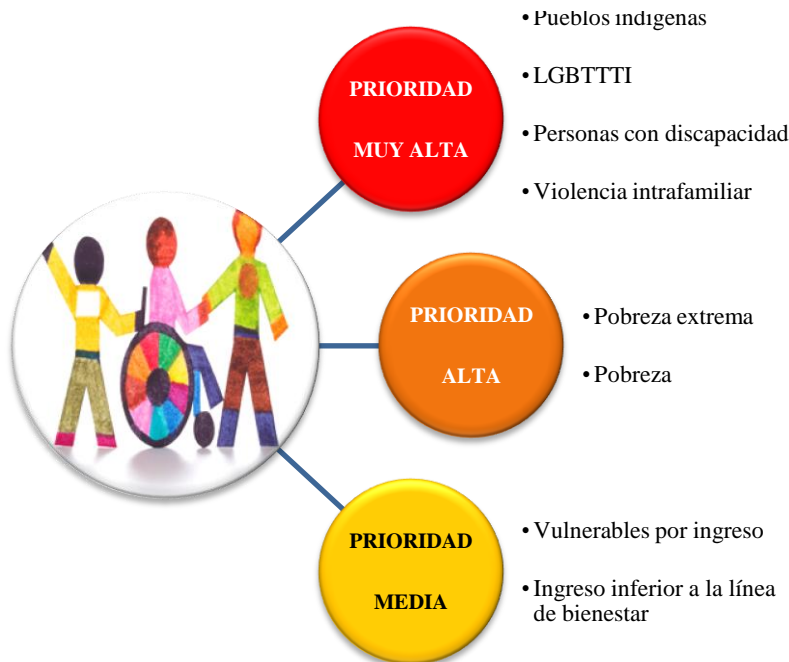 • Pueblos indígenas
• LGBTTTI
• Personas con discapacidad
• Violencia intrafamiliar
PRIORIDAD
MUY ALTA
• Pobreza extrema
• Pobreza
PRIORIDAD
ALTA
• Vulnerables por ingreso
• Ingreso inferior a la línea
de bienestar
PRIORIDAD
MEDIA